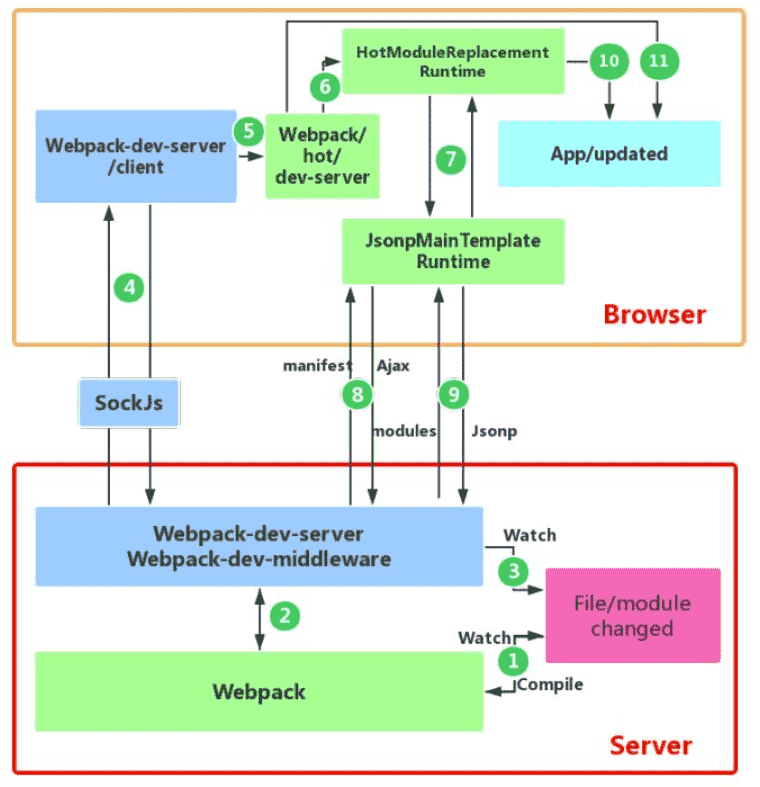 HotModuleReplacement
Runtime
10
11
6
5
Webpack-dev-server
/client
Webpack/
hot/
dev-server
App/updated
7
JsonpMainTemplate
Runtime
4
Browser
manifest
Ajax
8
9
SockJs
modules
Jsonp
Webpack-dev-server
Webpack-dev-middleware
Watch
3
File/module
changed
2
Watch
1
Compile
Webpack
Server